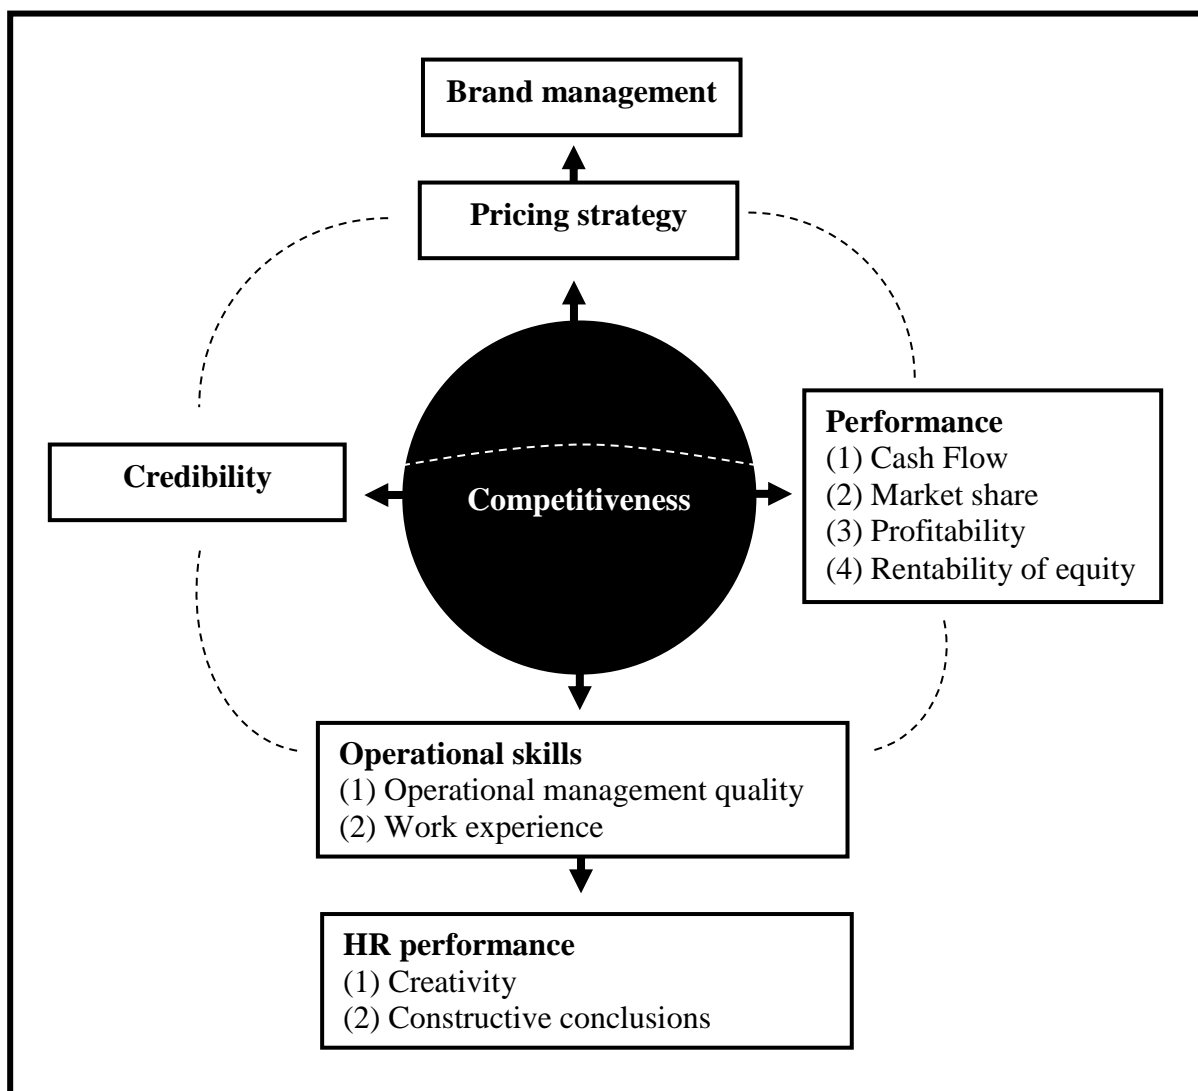 Brand management
Pricing strategy
Credibility
Competitiveness
Performance
(1) Cash Flow
(2) Market share
(3) Profitability
(4) Rentability of equity
Operational skills
(1) Operational management quality
(2) Work experience
HR performance
(1) Creativity
(2) Constructive conclusions